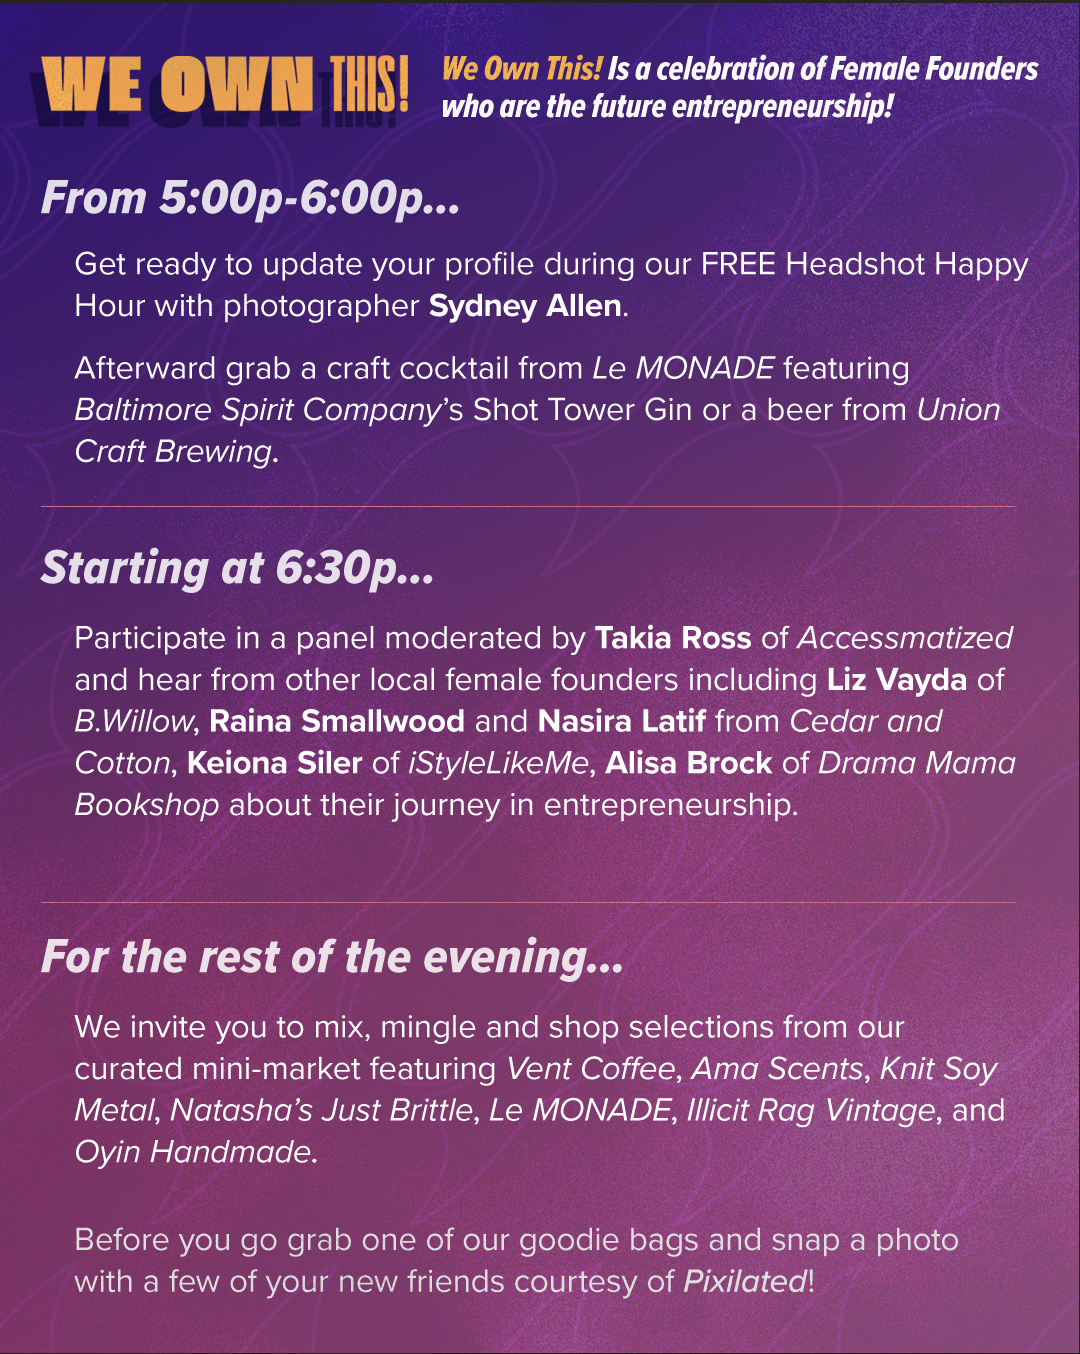 WE OWN THIS!
We Own This! Is a celebration of Female Founders
who are the future entrepreneurship!
From 5:00p-6:00p...
Get ready to update your profile during our FREE Headshot Happy
Hour with photographer Sydney Allen.
Afterward grab a craft cocktail from Le MONADE featuring
Baltimore Spirit Company’s Shot Tower Gin or a beer from Union
Craft Brewing.
Starting at 6:30p...
Participate in a panel moderated by Takia Ross of Accessmatized
and hear from other local female founders including Liz Vayda of
B.Willow, Raina Smallwood and Nasira Latif from Cedar and
Cotton, Keiona Siler of iStyleLikeMe, Alisa Brock of Drama Mama
Bookshop about their journey in entrepreneurship.
For the rest of the evening...
We invite you to mix, mingle and shop selections from our
curated mini-market featuring Vent Coffee, Ama Scents, Knit Soy
Metal, Natasha’s Just Brittle, Le MONADE, Illicit Rag Vintage, and
Oyin Handmade.
Before you go grab one of our goodie bags and snap a photo
with a few of your new friends courtesy of Pixilated!